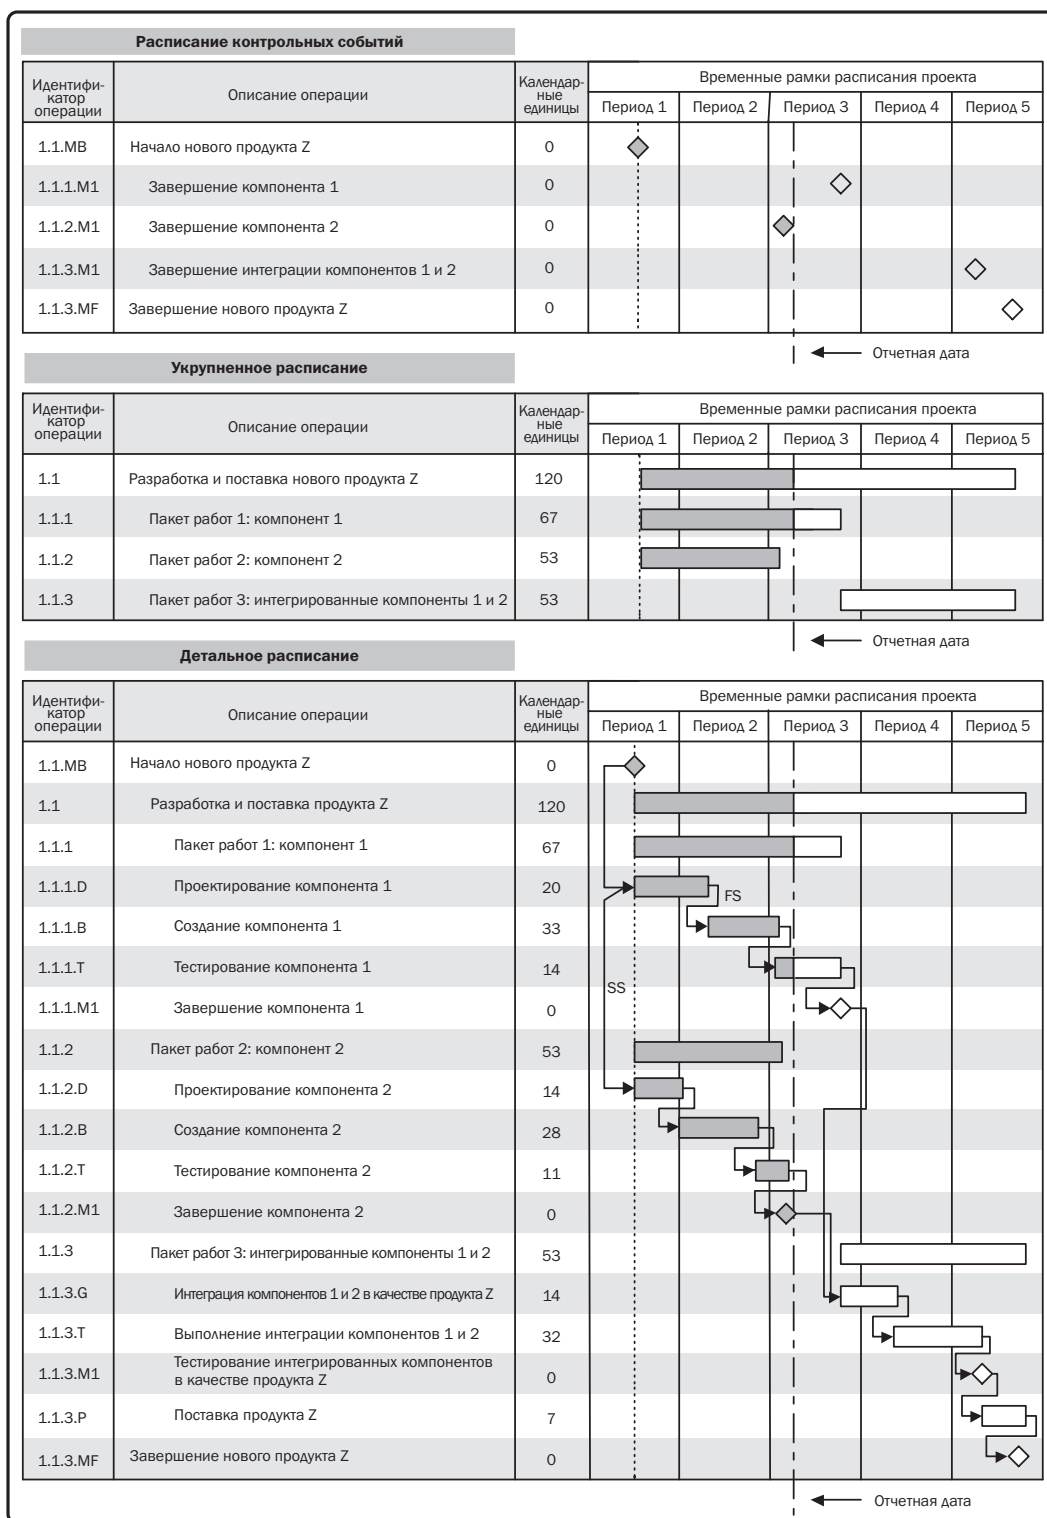 Расписание контрольных событий
Идентифи-
катор
операции
Описание операции
Календар-
ные
единицы
Временные рамки расписания проекта
Период 1 Период 2 Период 3 Период 4 Период 5
1.1.MB Начало нового продукта Z 0
1.1.1.M1 Завершение компонента 1 0
1.1.2.M1 Завершение компонента 2 0
1.1.3.M1 Завершение интеграции компонентов 1 и 2 0
1.1.3.MF Завершение нового продукта Z 0
Отчетная дата
Укрупненное расписание
Идентифи-
катор
операции
Описание операции
Календар-
ные
единицы
Временные рамки расписания проекта
Период 1 Период 2 Период 3 Период 4 Период 5
1.1 Разработка и поставка нового продукта Z 120
1.1.1 Пакет работ 1: компонент 1 67
1.1.2 Пакет работ 2: компонент 2 53
1.1.3 Пакет работ 3: интегрированные компоненты 1 и 2 53
Отчетная дата
Детальное расписание
Идентифи-
катор
операции
Описание операции
Календар-
ные
единицы
Временные рамки расписания проекта
Период 1 Период 2 Период 3 Период 4 Период 5
1.1.MB Начало нового продукта Z 0
1.1 Разработка и поставка продукта Z 120
1.1.1 Пакет работ 1: компонент 1 67
1.1.1.D Проектирование компонента 1 20
FS
1.1.1.B Создание компонента 1 33
1.1.1.T Тестирование компонента 1 14
SS
1.1.1.M1 Завершение компонента 1 0
1.1.2 Пакет работ 2: компонент 2 53
1.1.2.D Проектирование компонента 2 14
1.1.2.B Создание компонента 2 28
1.1.2.T Тестирование компонента 2 11
1.1.2.M1 Завершение компонента 2 0
1.1.3 Пакет работ 3: интегрированные компоненты 1 и 2 53
1.1.3.G Интеграция компонентов 1 и 2 в качестве продукта Z 14
1.1.3.T Выполнение интеграции компонентов 1 и 2 32
1.1.3.M1 Тестирование интегрированных компонентов
в качестве продукта Z 0
1.1.3.P Поставка продукта Z 7
1.1.3.MF Завершение нового продукта Z 0
Отчетная дата